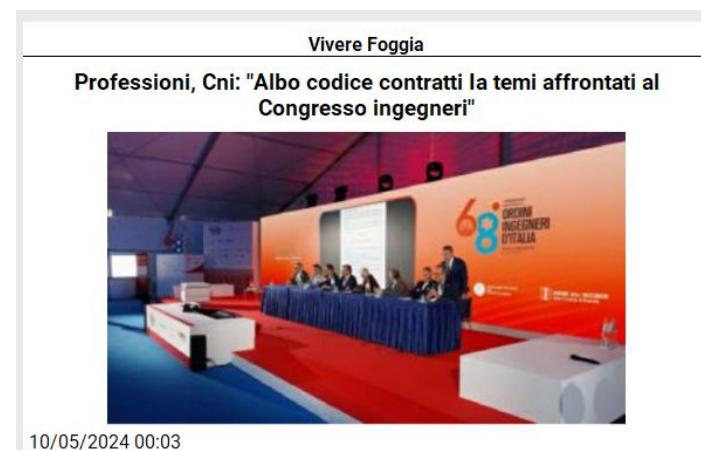 Vivere Foggia
Professioni, Cni: "Albo codice contratti Ia temi affrontati al
Congresso ingegneri"
68°
ORDINI
INGEGNERI
D'ITALIA
10/05/2024 00:03